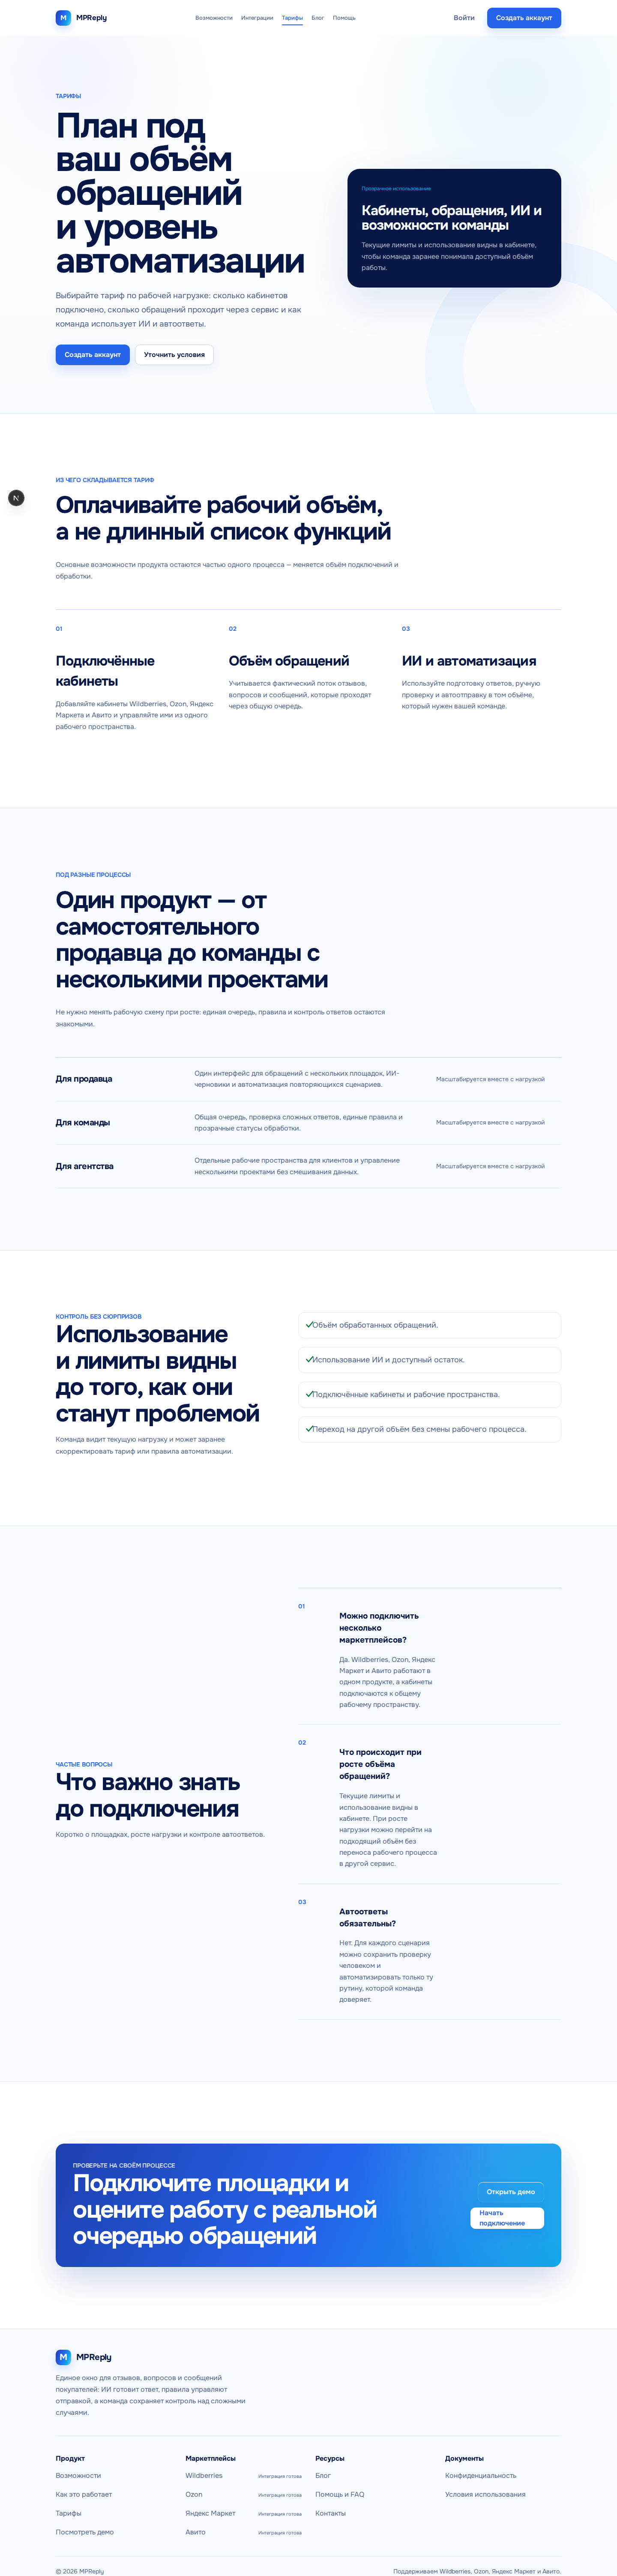 M MPReply
Возможности Интеграции Тарифы Блог Помощь
Войти
Создать аккаунт
ТАРИФЫ
План под
ваш объём
обращений
и уровень
автоматизации
Выбирайте тариф по рабочей нагрузке: сколько кабинетов
подключено, сколько обращений проходит через сервис и как
команда использует ИИ и автоответы.
Создать аккаунт
Уточнить условия
Прозрачное использование
Кабинеты, обращения, ИИ и
возможности команды
Текущие лимиты и использование видны в кабинете,
чтобы команда заранее понимала доступный объём
работы.
N
ИЗ ЧЕГО СКЛАДЫВАЕТСЯ ТАРИФ
Оплачивайте рабочий объём,
а не длинный список функций
Основные возможности продукта остаются частью одного процесса — меняется объём подключений и
обработки.
01
Подключённые
кабинеты
Добавляйте кабинеты Wildberries, Ozon, Яндекс
Маркета и Авито и управляйте ими из одного
рабочего пространства.
02
Объём обращений
Учитывается фактический поток отзывов,
вопросов и сообщений, которые проходят
через общую очередь.
03
ИИ и автоматизация
Используйте подготовку ответов, ручную
проверку и автоотправку в том объёме,
который нужен вашей команде.
ПОД РАЗНЫЕ ПРОЦЕССЫ
Один продукт — от
самостоятельного
продавца до команды с
несколькими проектами
Не нужно менять рабочую схему при росте: единая очередь, правила и контроль ответов остаются
знакомыми.
Для продавца
Один интерфейс для обращений с нескольких площадок, ИИ-
черновики и автоматизация повторяющихся сценариев.
Масштабируется вместе с нагрузкой
Для команды
Общая очередь, проверка сложных ответов, единые правила и
прозрачные статусы обработки.
Масштабируется вместе с нагрузкой
Для агентства
Отдельные рабочие пространства для клиентов и управление
несколькими проектами без смешивания данных.
Масштабируется вместе с нагрузкой
КОНТРОЛЬ БЕЗ СЮРПРИЗОВ
Использование
и лимиты видны
до того, как они
станут проблемой
Команда видит текущую нагрузку и может заранее
скорректировать тариф или правила автоматизации.
Объём обработанных обращений.
Использование ИИ и доступный остаток.
Подключённые кабинеты и рабочие пространства.
Переход на другой объём без смены рабочего процесса.
ЧАСТЫЕ ВОПРОСЫ
Что важно знать
до подключения
Коротко о площадках, росте нагрузки и контроле автоответов.
01
Можно подключить
несколько
маркетплейсов?
Да. Wildberries, Ozon, Яндекс
Маркет и Авито работают в
одном продукте, а кабинеты
подключаются к общему
рабочему пространству.
02
Что происходит при
росте объёма
обращений?
Текущие лимиты и
использование видны в
кабинете. При росте
нагрузки можно перейти на
подходящий объём без
переноса рабочего процесса
в другой сервис.
03
Автоответы
обязательны?
Нет. Для каждого сценария
можно сохранить проверку
человеком и
автоматизировать только ту
рутину, которой команда
доверяет.
ПРОВЕРЬТЕ НА СВОЁМ ПРОЦЕССЕ
Подключите площадки и
оцените работу с реальной
очередью обращений
Открыть демо
Начать
подключение
M MPReply
Единое окно для отзывов, вопросов и сообщений
покупателей: ИИ готовит ответ, правила управляют
отправкой, а команда сохраняет контроль над сложными
случаями.
Продукт
Возможности
Как это работает
Тарифы
Посмотреть демо
Маркетплейсы
Wildberries Интеграция готова
Ozon Интеграция готова
Яндекс Маркет Интеграция готова
Авито Интеграция готова
Ресурсы
Блог
Помощь и FAQ
Контакты
Документы
Конфиденциальность
Условия использования
© 2026 MPReply
Поддерживаем Wildberries, Ozon, Яндекс Маркет и Авито.